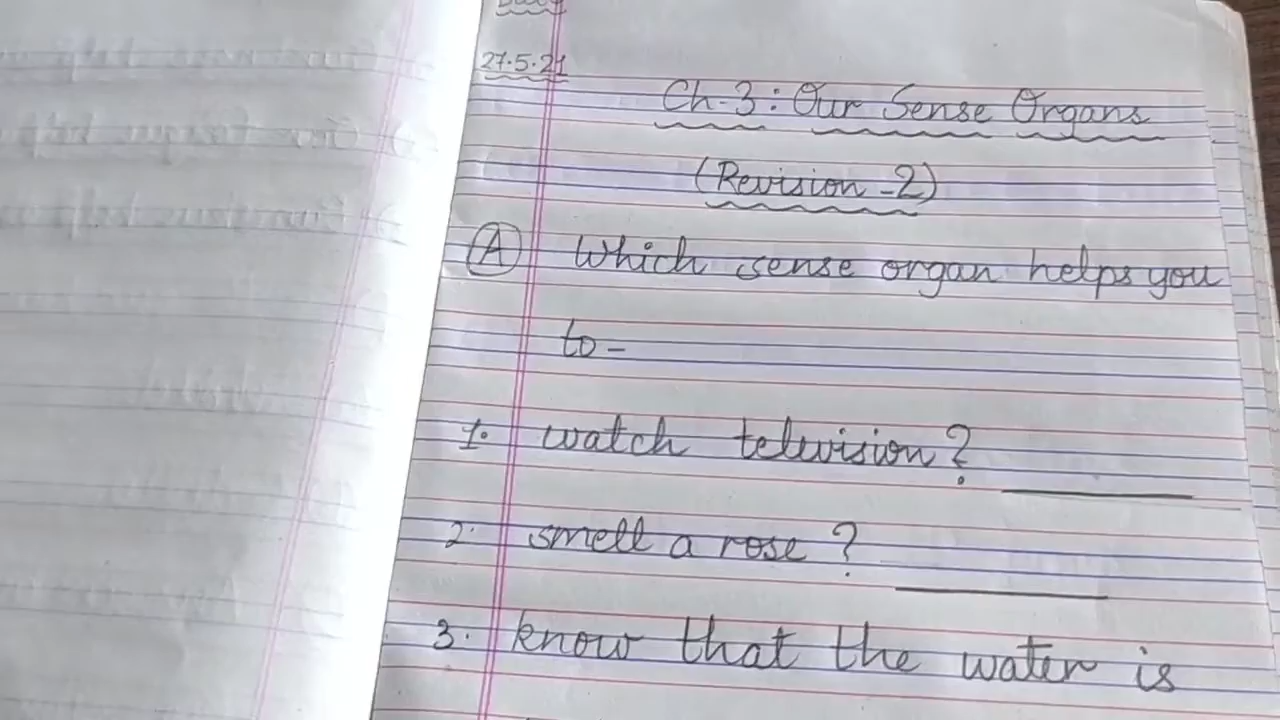 27.5.21
Ch-3: Our Sense Organs
(Revision -2)
A Which sense organ helps you
to -
1. watch television?
2. smell a rose?
3. know that the water is